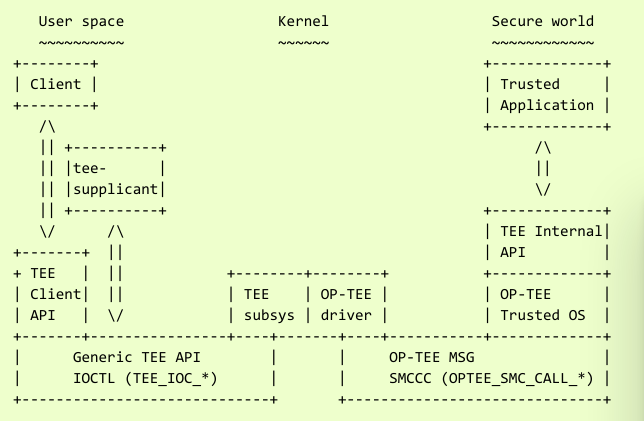 User space                  Kernel                   Secure world
   ~~~~~~~~~~                  ~~~~~~                   ~~~~~~~~~~~~
+--------+                                             +-------------+
| Client |                                             | Trusted     |
+--------+                                             | Application |
   /\                                                  +-------------+
   || +----------+                                           /\
   || |tee-      |                                           ||
   || |supplicant|                                           \/
   || +----------+                                     +-------------+
   \/      /\                                          | TEE Internal|
+-------+  ||                                          | API         |
+ TEE   |  ||            +--------+--------+           +-------------+
| Client|  ||            | TEE    | OP-TEE |           | OP-TEE      |
| API   |  \/            | subsys | driver |           | Trusted OS  |
+-------+----------------+----+-------+----+-----------+-------------+
|      Generic TEE API        |       |     OP-TEE MSG               |
|      IOCTL (TEE_IOC_*)      |       |     SMCCC (OPTEE_SMC_CALL_*) |
+-----------------------------+       +------------------------------+